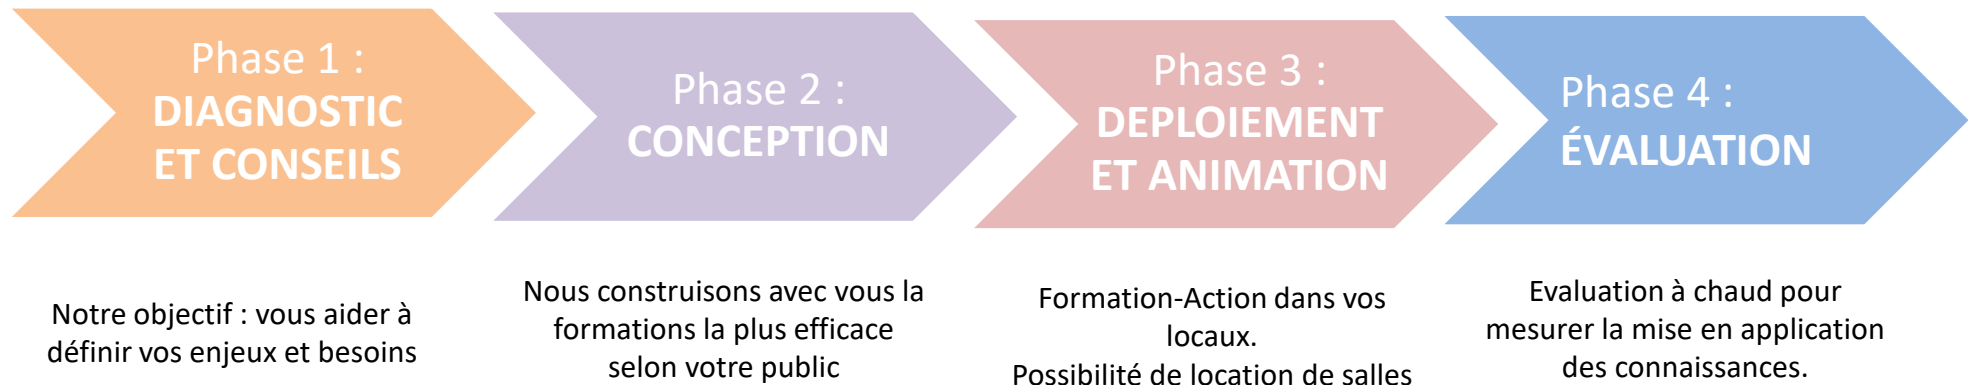 Phase 1 :
DIAGNOSTIC
ET CONSEILS
Notre objectif : vous aider à
définir vos enjeux et besoins
Phase 2 :
CONCEPTION
Nous construisons avec vous la
formations la plus efficace
selon votre public
Phase 3 :
DEPLOIEMENT
ET ANIMATION
Formation-Action dans vos
locaux.
Possibilité de location de salles
Phase 4 :
ÉVALUATION
Evaluation à chaud pour
mesurer la mise en application
des connaissances.